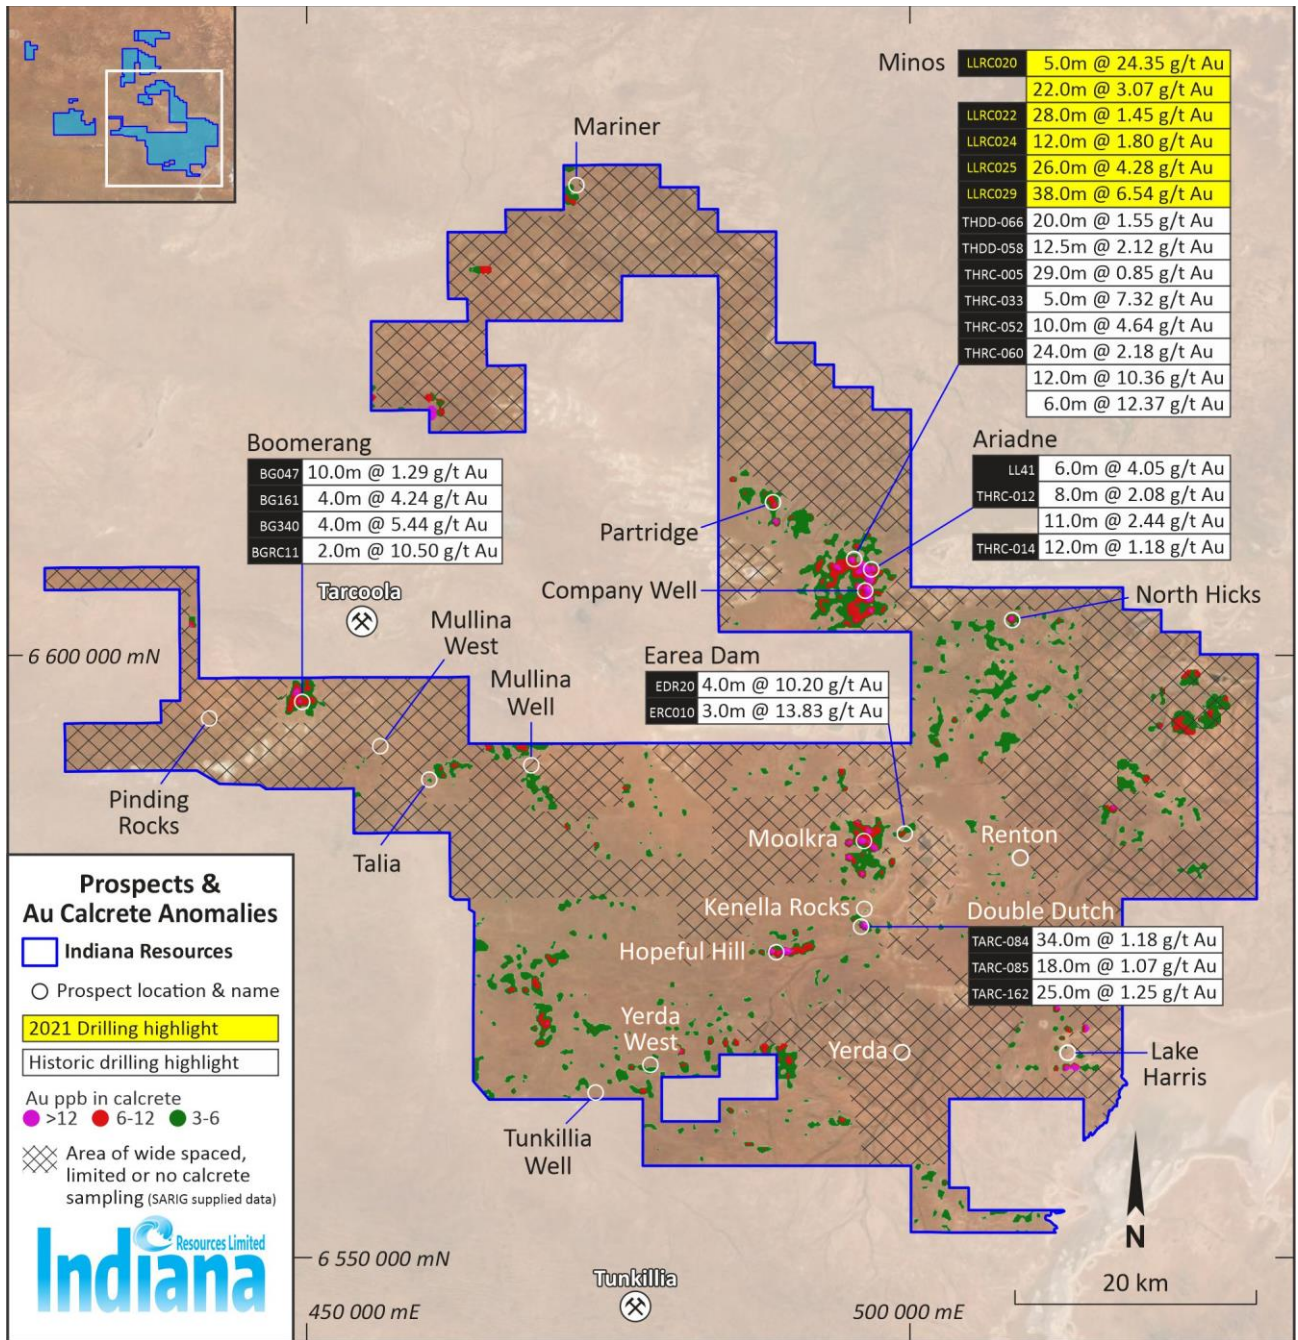 Minos
LLRC020 5.0m @ 24.35 g/t Au
22.0m @ 3.07 g/t Au
LLRC022 28.0m @ 1.45 g/t Au
LLRC024 12.0m @ 1.80 g/t Au
LLRC025 26.0m @ 4.28 g/t Au
LLRC029 38.0m @ 6.54 g/t Au
THDD-066 20.0m @ 1.55 g/t Au
THDD-058 12.5m @ 2.12 g/t Au
THRC-005 29.0m @ 0.85 g/t Au
THRC-033 5.0m @ 7.32 g/t Au
THRC-052 10.0m @ 4.64 g/t Au
THRC-060 24.0m @ 2.18 g/t Au
12.0m @ 10.36 g/t Au
6.0m @ 12.37 g/t Au
Mariner
Boomerang
BG047 10.0m @ 1.29 g/t Au
BG161 4.0m @ 4.24 g/t Au
BG340 4.0m @ 5.44 g/t Au
BGRC11 2.0m @ 10.50 g/t Au
Ariadne
LL41 6.0m @ 4.05 g/t Au
THRC-012 8.0m @ 2.08 g/t Au
11.0m @ 2.44 g/t Au
THRC-014 12.0m @ 1.18 g/t Au
Partridge
Company Well
Tarcoola
North Hicks
Mullina
West
6 600 000 mN
Mullina
Well
Earea Dam
EDR20 4.0m @ 10.20 g/t Au
ERC010 3.0m @ 13.83 g/t Au
Pinding
Rocks
Talia
Moolkra
Renton
Kenella Rocks
Double Dutch
TARC-084 34.0m @ 1.18 g/t Au
TARC-085 18.0m @ 1.07 g/t Au
TARC-162 25.0m @ 1.25 g/t Au
Hopeful Hill
Yerda
West
Yerda
Lake
Harris
Tunkillia
Well
Prospects &
Au Calcrete Anomalies
Indiana Resources
Prospect location & name
2021 Drilling highlight
Historic drilling highlight
Au ppb in calcrete
>12 6-12 3-6
Area of wide spaced,
limited or no calcrete
sampling (SARIG supplied data)
Indiana Resources Limited
6 550 000 mN
Tunkillia
450 000 mE
500 000 mE
N
20 km